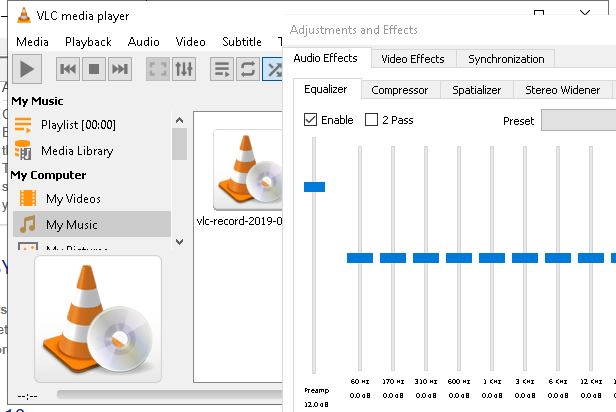 VLC media player
Media Playback Audio Video Subtitle
My Music
Playlist [00:00]
Media Library
My Computer
My Videos
My Music
My Pictures
vlc-record-2019-0
--:--
Adjustments and Effects
Audio Effects Video Effects Synchronization
Equalizer Compressor Spatializer Stereo Widener
Enable 2 Pass Preset
60 Hz 170 Hz 310 Hz 600 Hz 1 KHz 3 KHz 6 KHz 12 KHz
Preamp 0.0 dB 0.0 dB 0.0 dB 0.0 dB 0.0 dB 0.0 dB 0.0 dB 0.0
12.0 dB